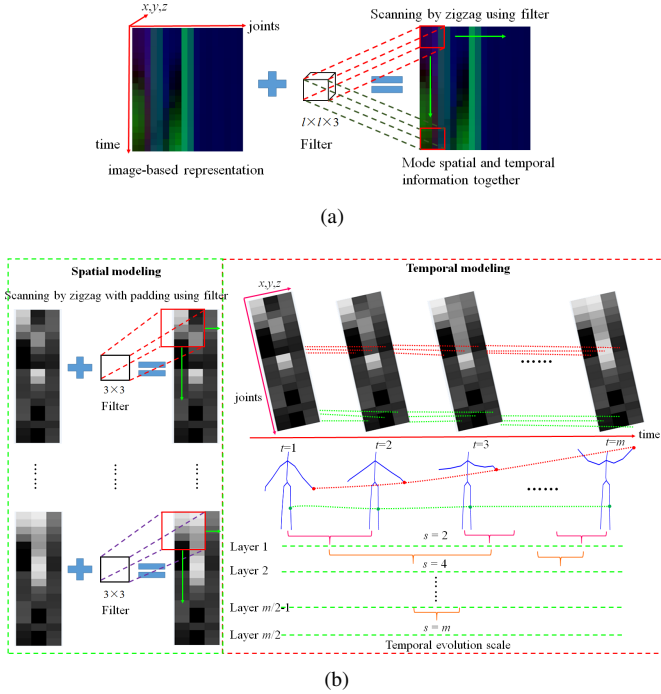 x,y,z
joints
Scanning by zigzag using filter
l×l×3
Filter
time
image-based representation
Mode spatial and temporal
information together
(a)
Spatial modeling
Scanning by zigzag with padding using filter
3×3
Filter
3×3
Filter
Temporal modeling
x,y,z
joints
......
time
t=1
t=2
t=3
t=m
......
s = 2
Layer 1
s = 4
Layer 2
Layer m/2-1
s = m
Layer m/2
Temporal evolution scale
(b)